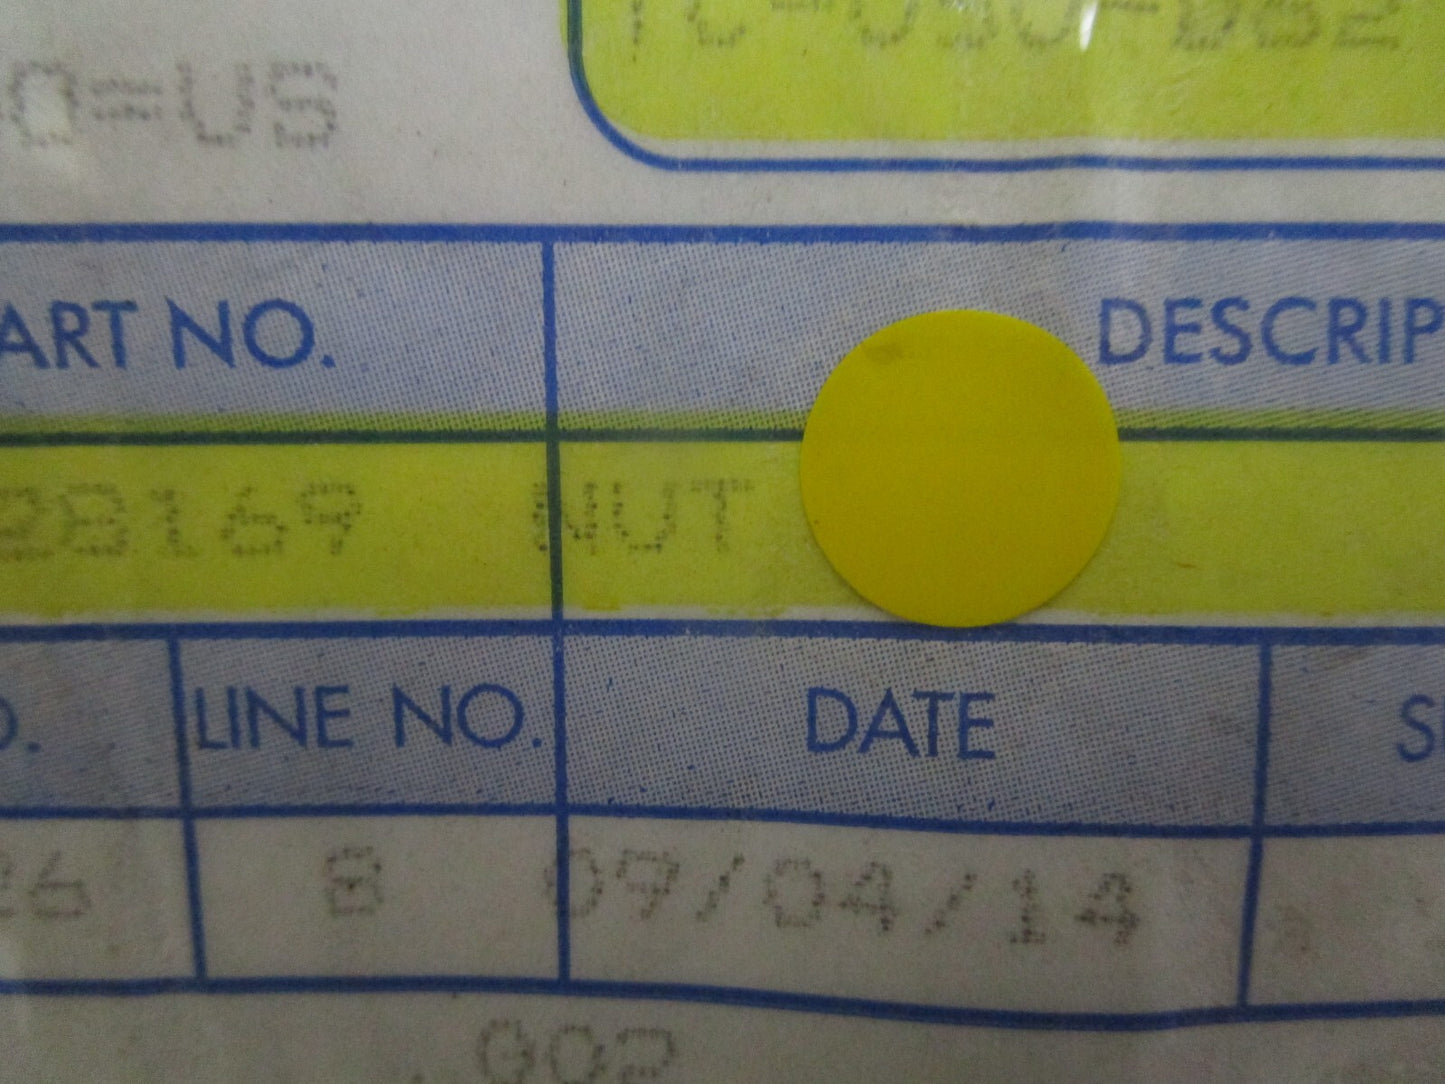 0-US
ART NO. DESCRIP
28169 NUT
O. LINE NO. DATE S
26 8 09/04/14
.002